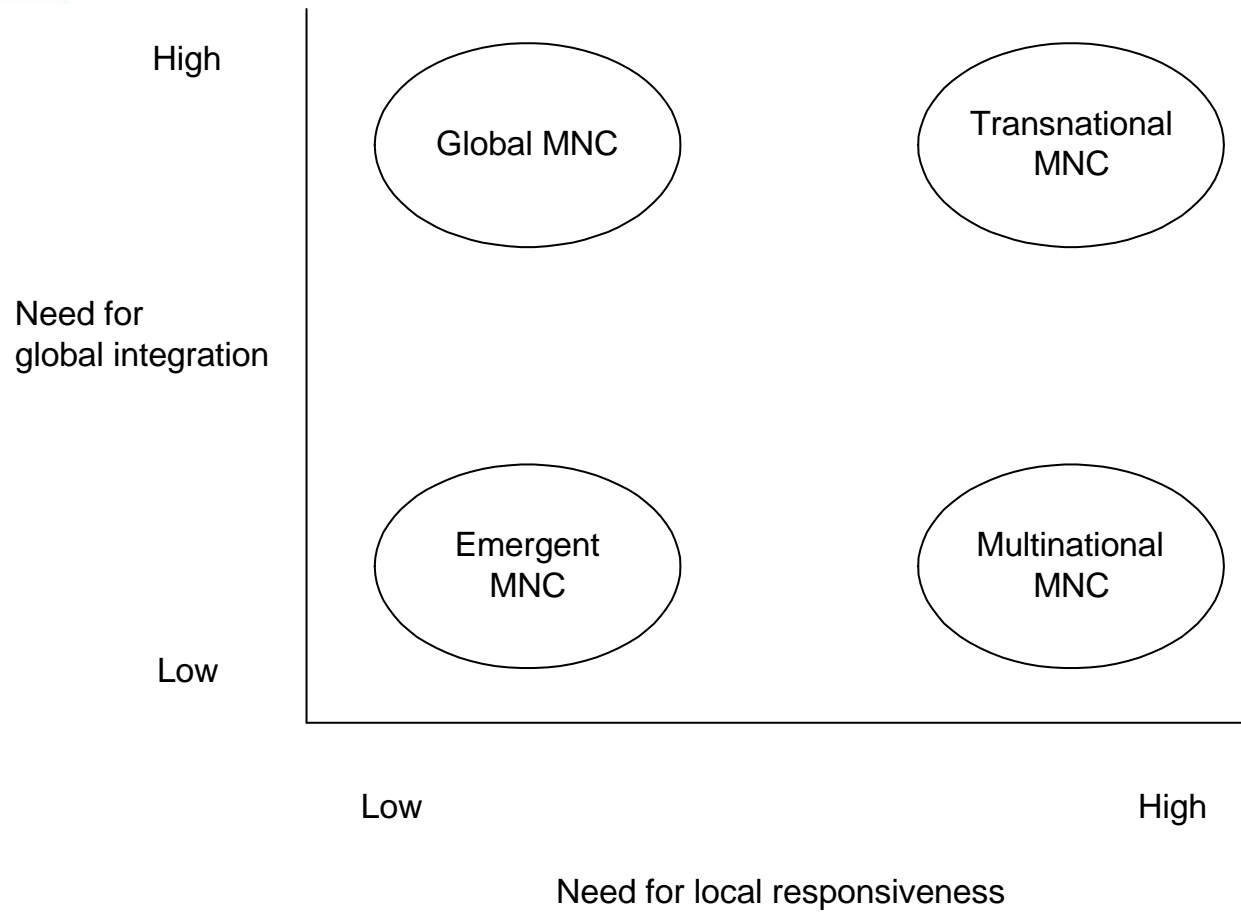 High
Global MNC
Transnational
MNC
Need for
global integration
Emergent
MNC
Multinational
MNC
Low
Low
High
Need for local responsiveness